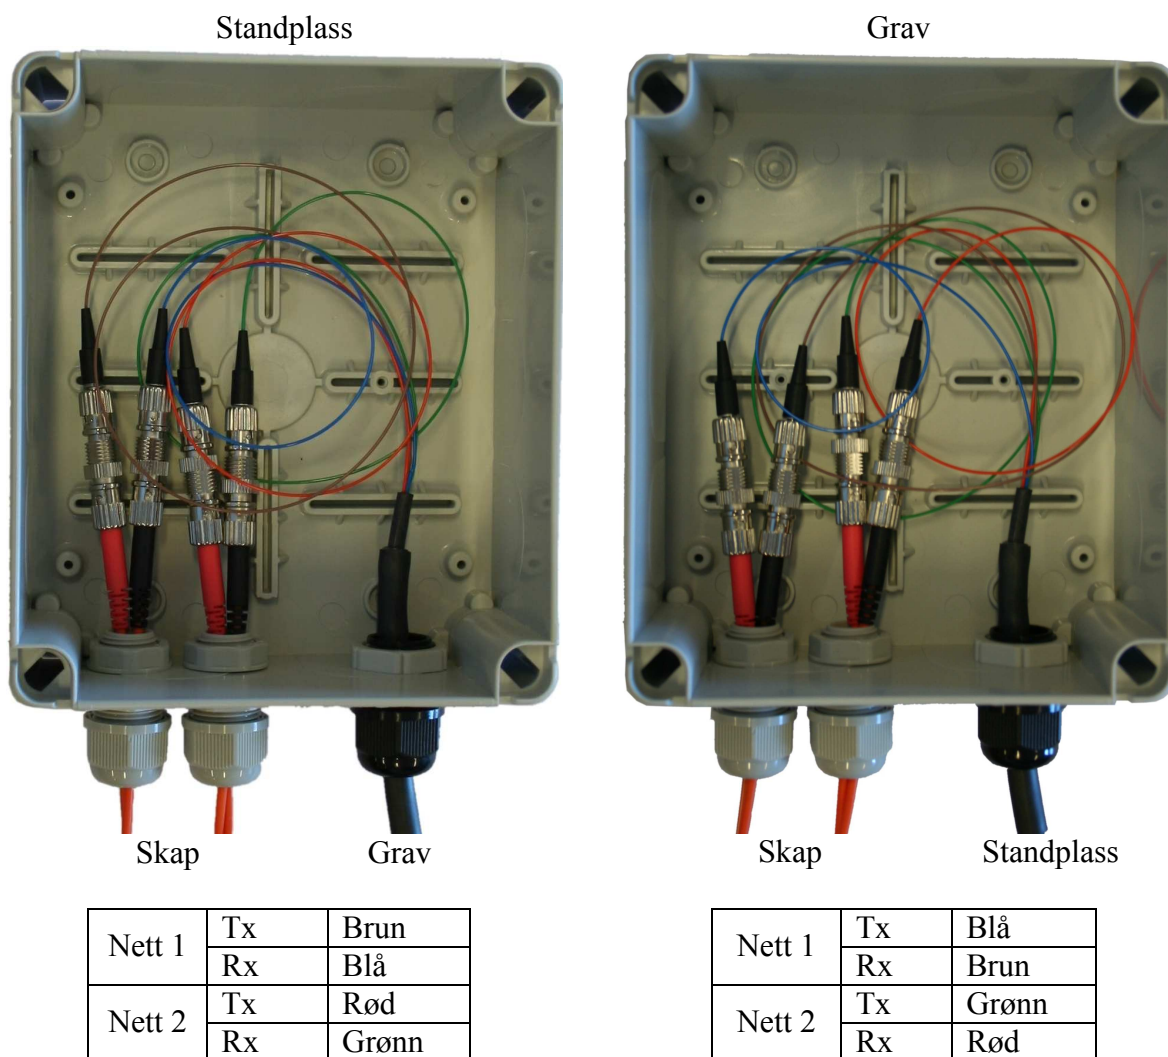 Standplass Grav
Skap Grav Skap Standplass
Nett 1 Tx Brun
Rx Blå
Nett 2 Tx Rød
Rx Grønn
Nett 1 Tx Blå
Rx Brun
Nett 2 Tx Grønn
Rx Rød